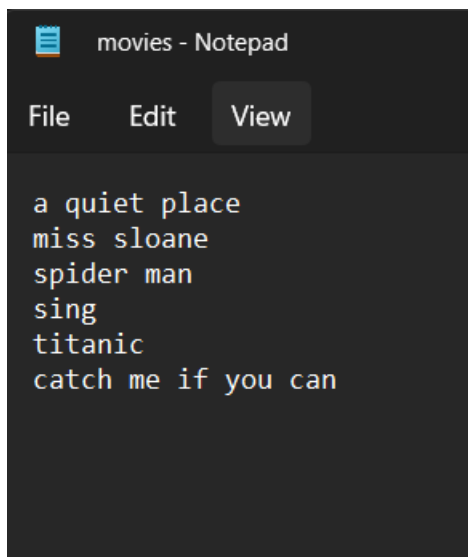 movies - Notepad
File Edit View
a quiet place
miss sloane
spider man
sing
titanic
catch me if you can